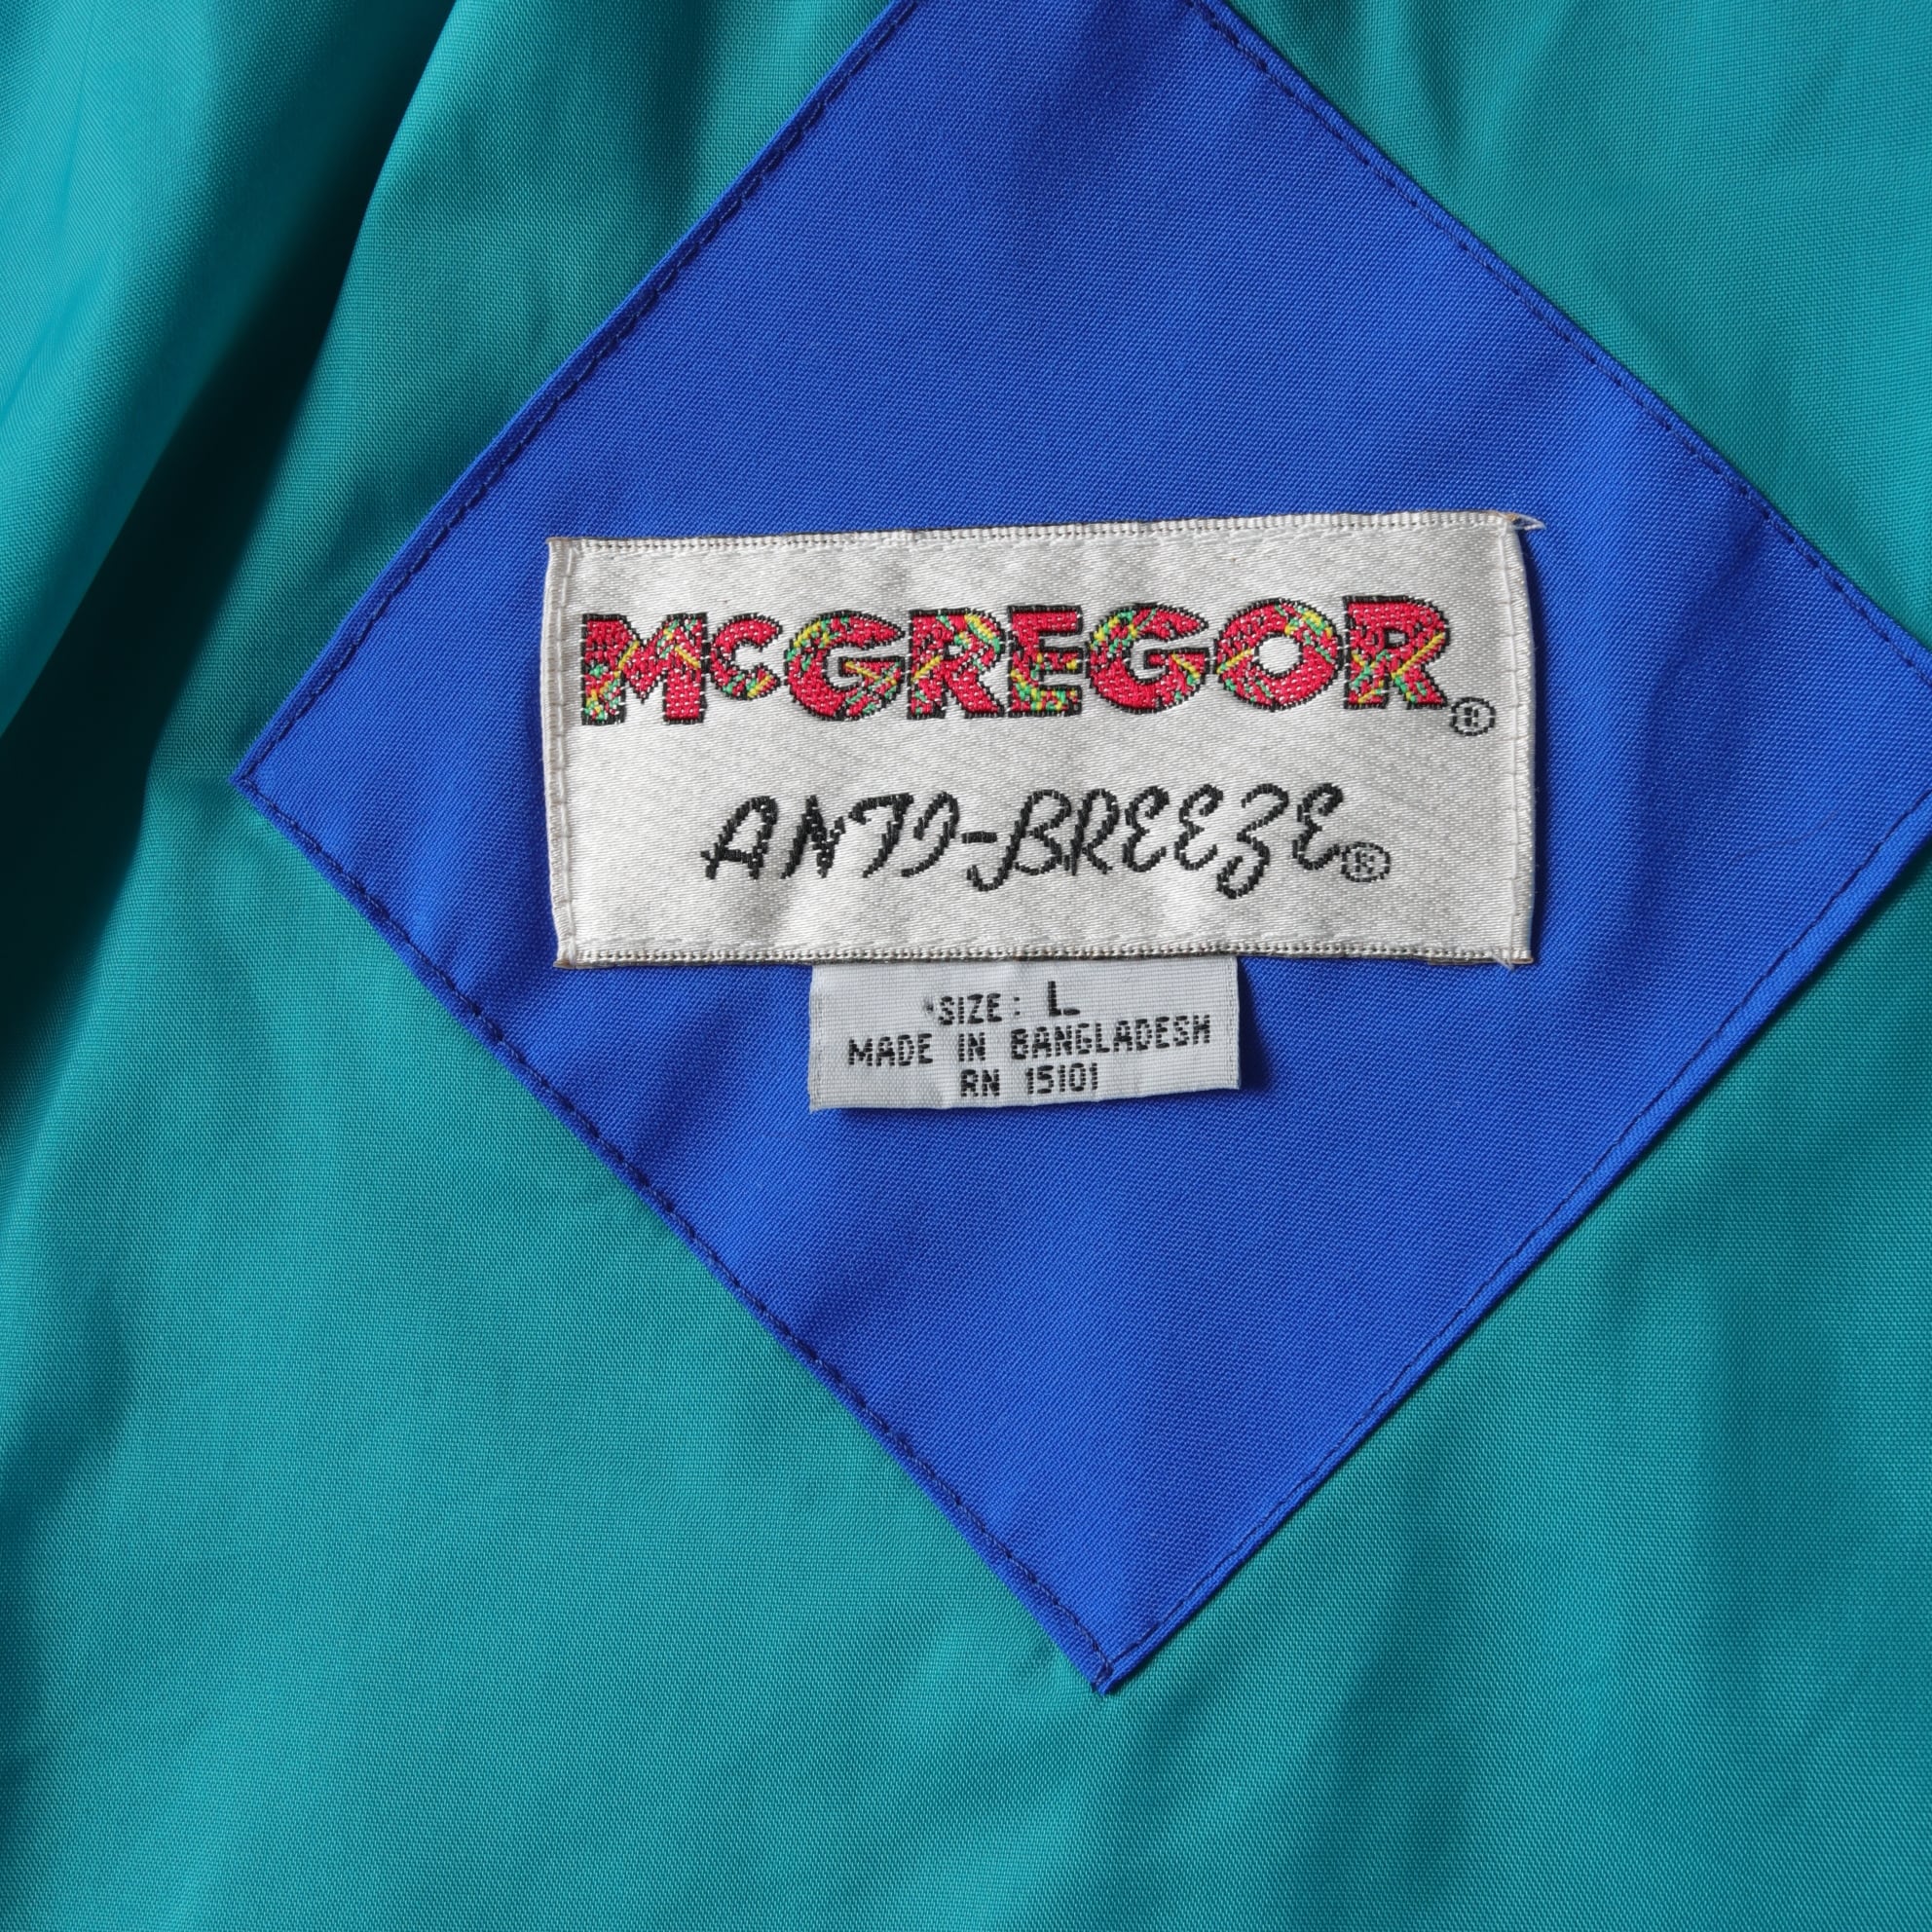 McGREGOR®
ANTI-BREEZE®
SIZE: L
MADE IN BANGLADESH
RN 15101